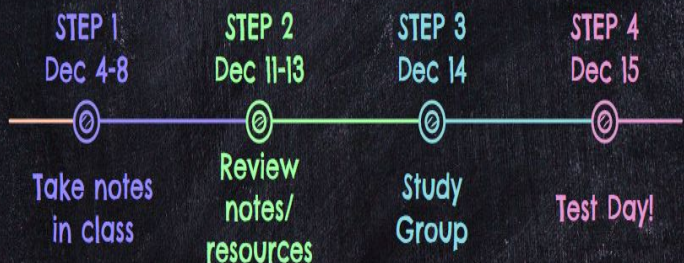 STEP 1
Dec 4-8
STEP 2
Dec 11-13
STEP 3
Dec 14
STEP 4
Dec 15
Take notes
in class
Review
notes/
resources
Study
Group
Test Day!